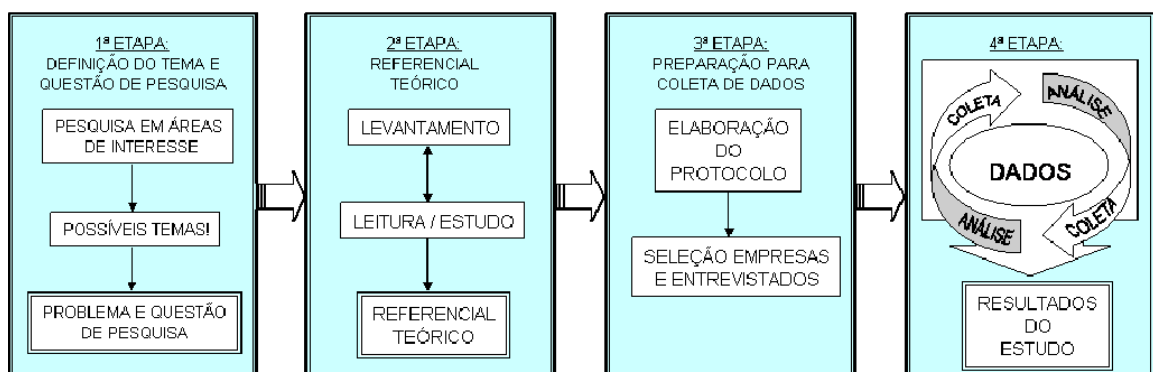 1ª ETAPA:
DEFINIÇÃO DO TEMA E
QUESTÃO DE PESQUISA
PESQUISA EM ÁREAS
DE INTERESSE
POSSÍVEIS TEMAS!
PROBLEMA E QUESTÃO
DE PESQUISA
2ª ETAPA:
REFERENCIAL
TEÓRICO
LEVANTAMENTO
LEITURA / ESTUDO
REFERENCIAL
TEÓRICO
3ª ETAPA:
PREPARAÇÃO PARA
COLETA DE DADOS
ELABORAÇÃO
DO
PROTOCOLO
SELEÇÃO EMPRESAS
E ENTREVISTADOS
4ª ETAPA:
COLETA
ANÁLISE
DADOS
ANÁLISE
COLETA
RESULTADOS
DO
ESTUDO